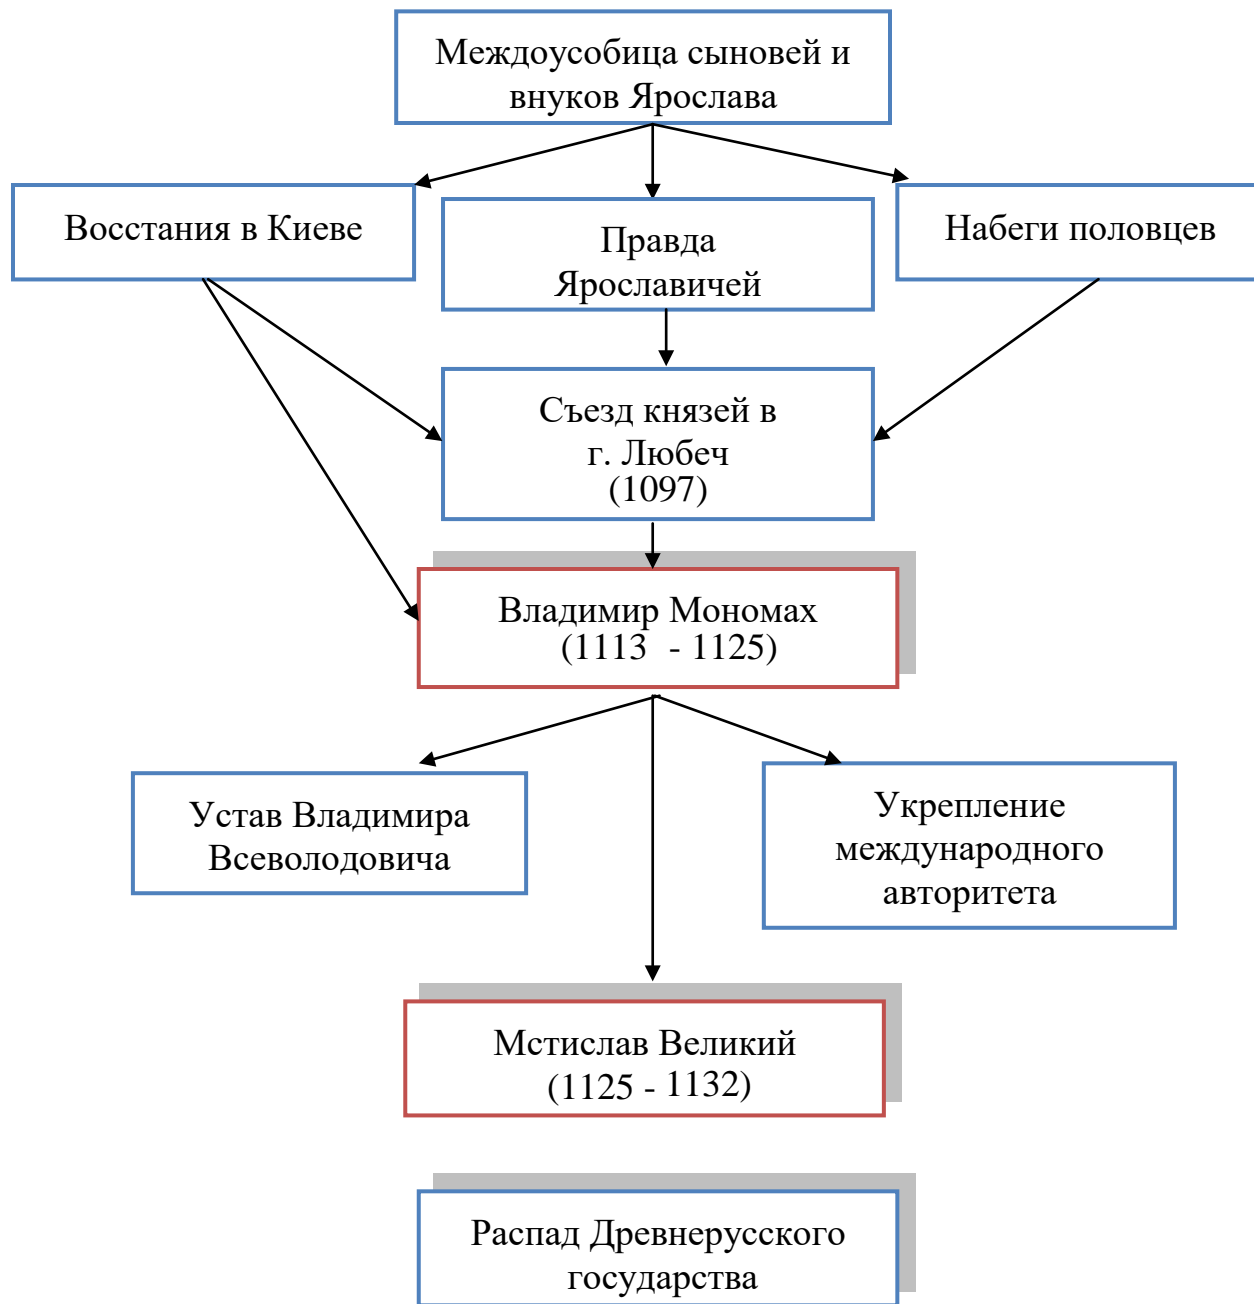 Междоусобица сыновей и
внуков Ярослава
Восстания в Киеве
Правда
Ярославичей
Набеги половцев
Съезд князей в
г. Любеч
(1097)
Владимир Мономах
(1113 - 1125)
Устав Владимира
Всеволодовича
Укрепление
международного
авторитета
Мстислав Великий
(1125 - 1132)
Распад Древнерусского
государства